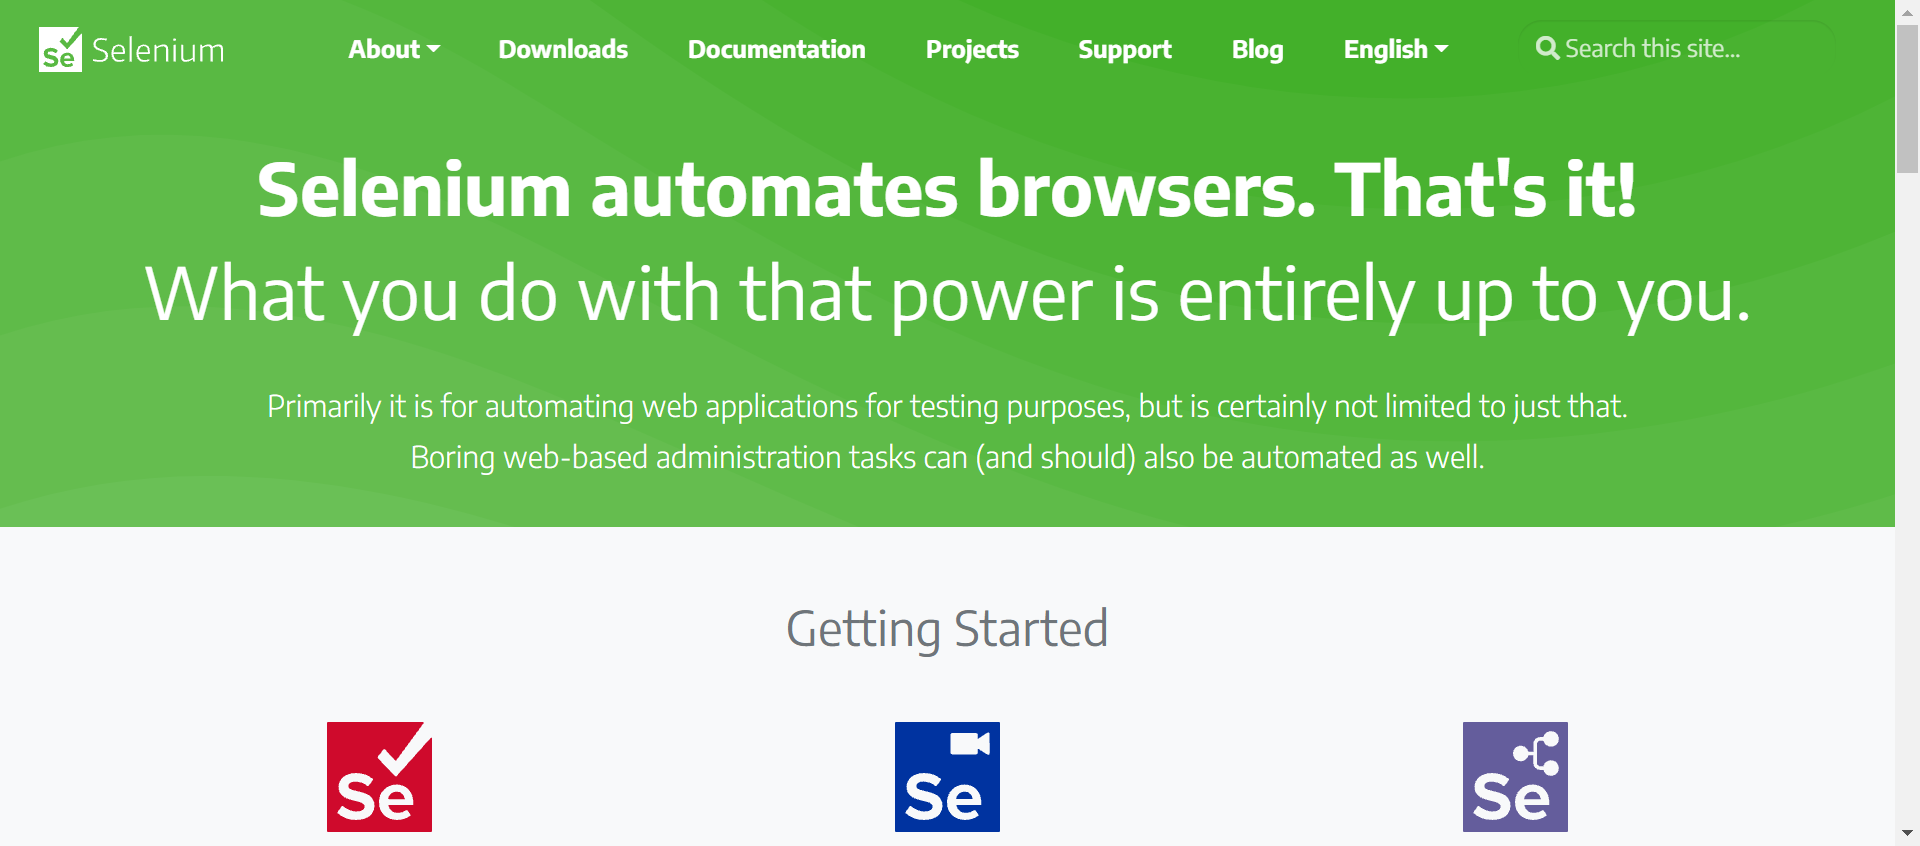 Se Selenium
About
Downloads
Documentation
Projects
Support
Blog
English
Search this site...
Selenium automates browsers. That's it!
What you do with that power is entirely up to you.
Primarily it is for automating web applications for testing purposes, but is certainly not limited to just that.
Boring web-based administration tasks can (and should) also be automated as well.
Getting Started
Se
Se
Se